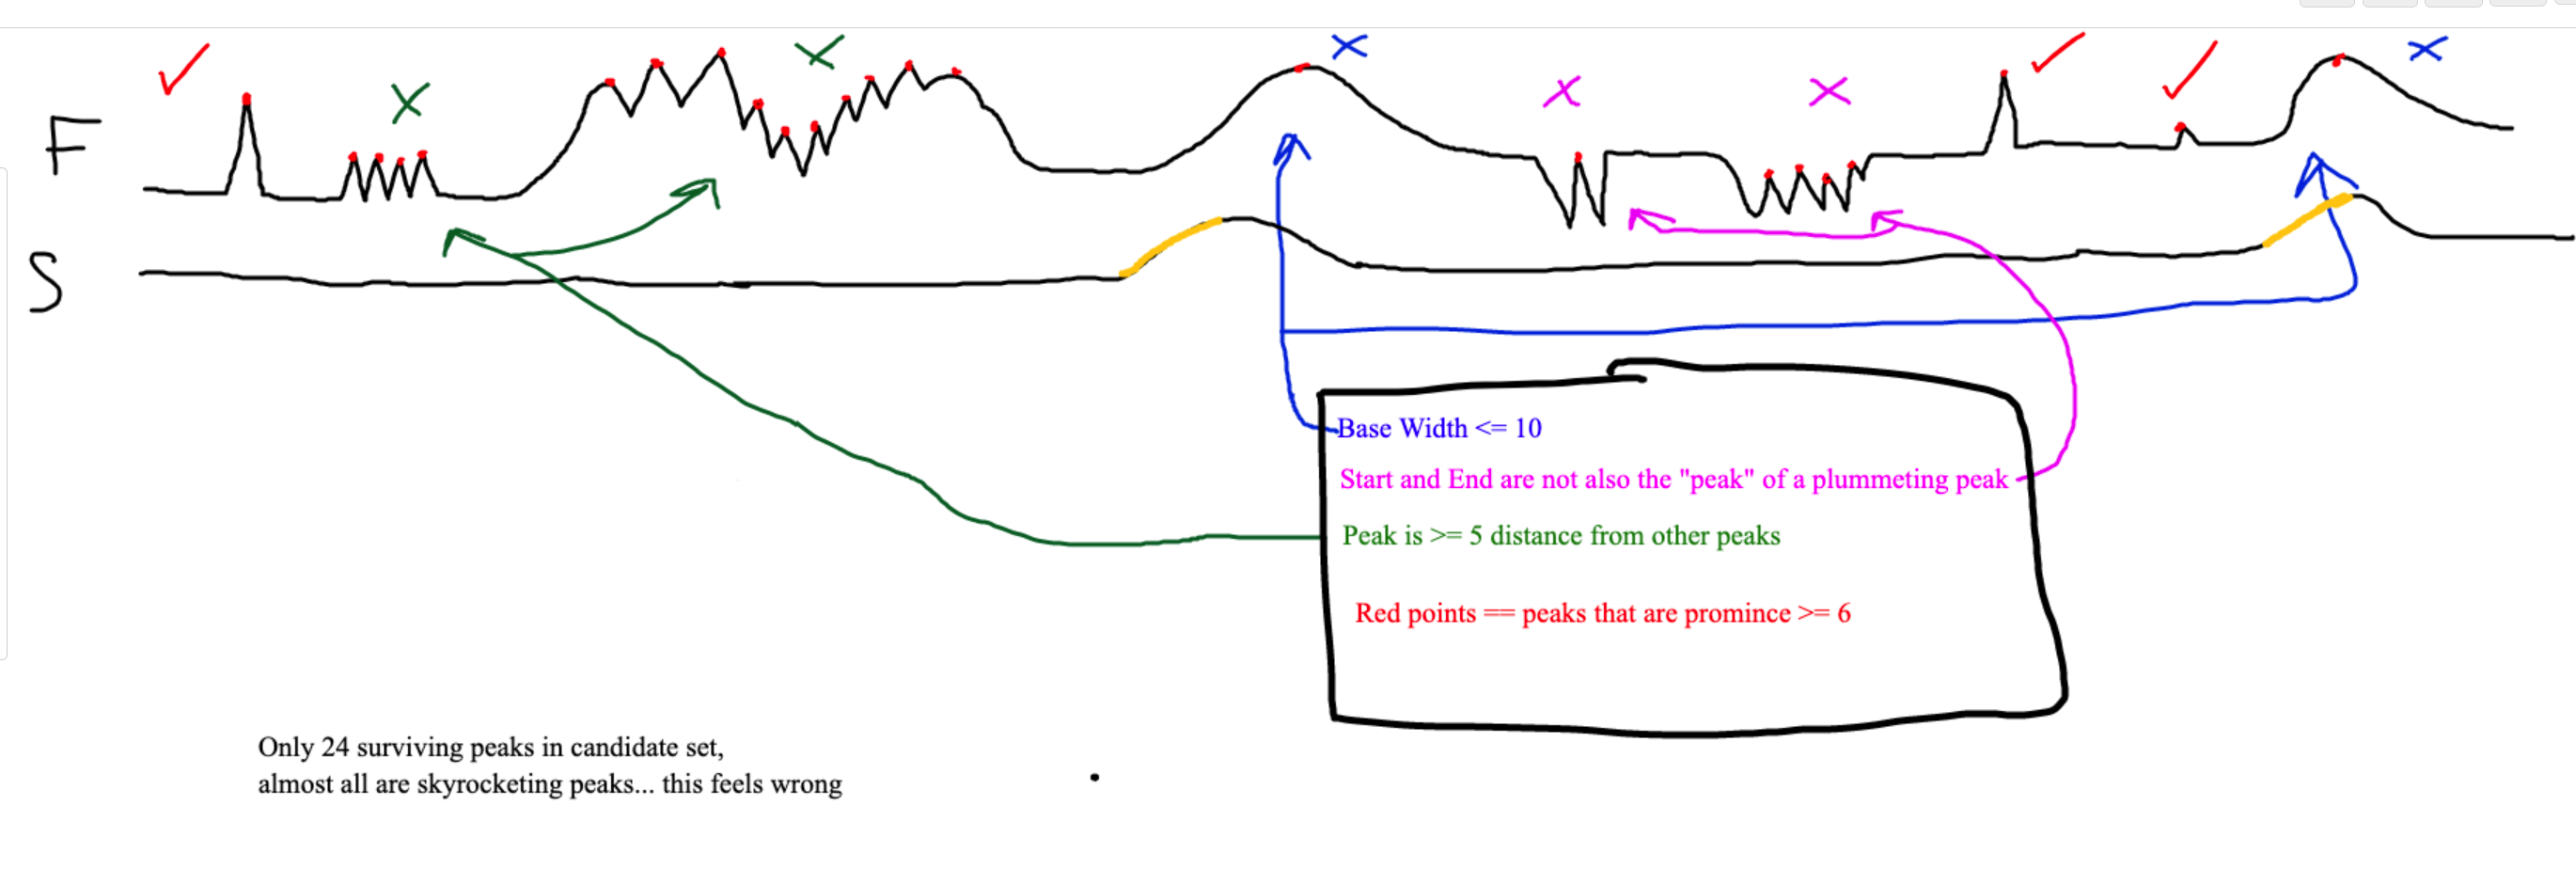 F
S
Base Width <= 10
Start and End are not also the "peak" of a plummeting peak
Peak is >= 5 distance from other peaks
Red points == peaks that are promince >= 6
Only 24 surviving peaks in candidate set,
almost all are skyrocketing peaks... this feels wrong